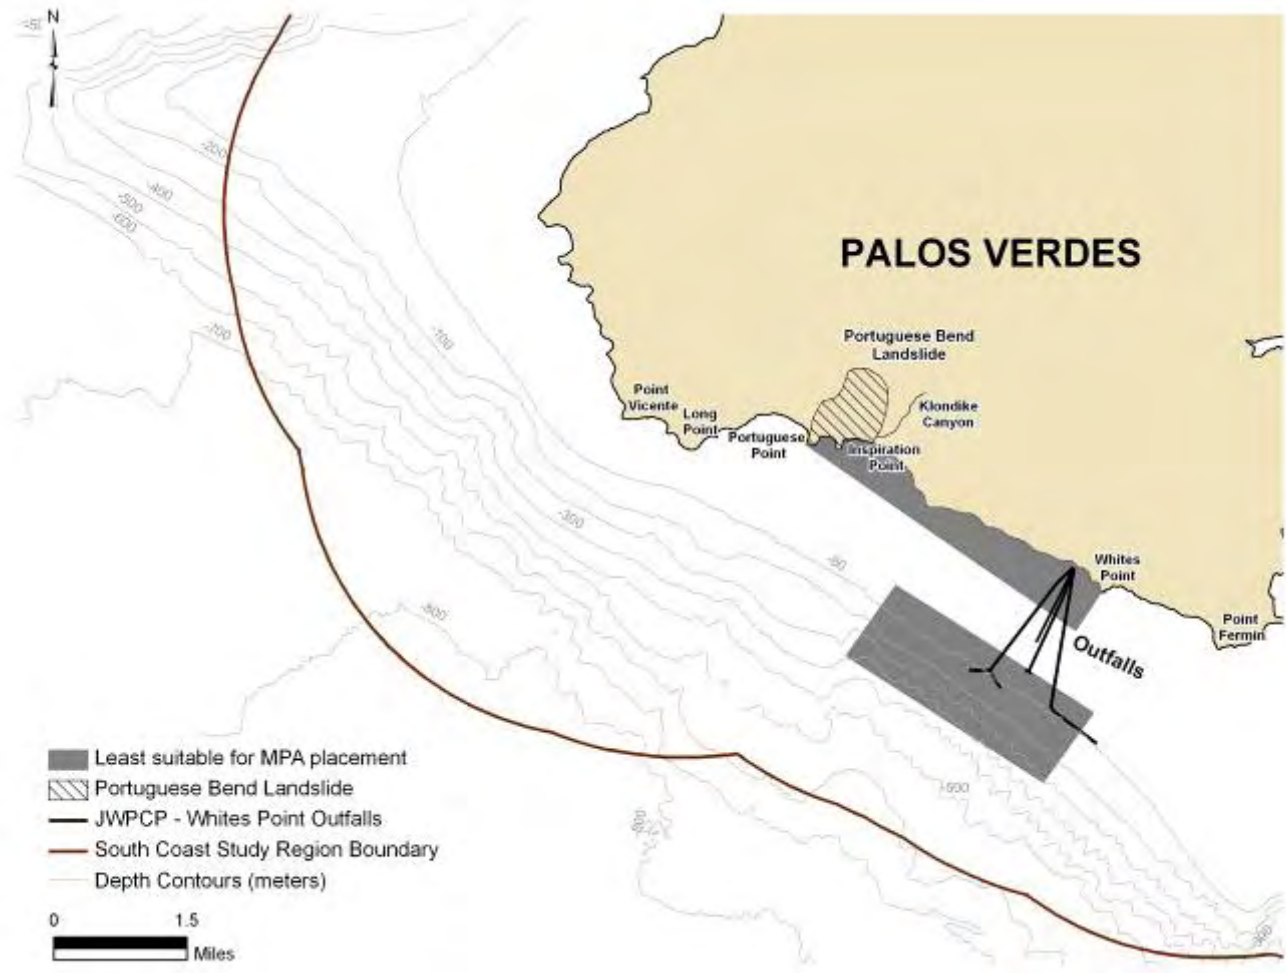 N
-200
-400
-500
-600
-700
-100
PALOS VERDES
Portuguese Bend
Landslide
Klondike
Canyon
Point
Vicente
Long
Point
Portuguese
Point
Inspiration
Point
-300
-60
Whites
Point
Point
Fermin
Outfalls
-800
Least suitable for MPA placement
Portuguese Bend Landslide
JWPCP - Whites Point Outfalls
South Coast Study Region Boundary
Depth Contours (meters)
0 1.5
Miles